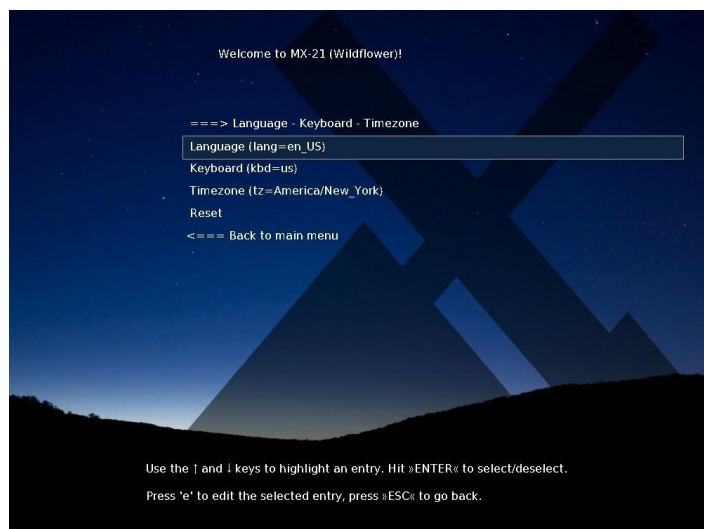 Welcome to MX-21 (Wildflower)!
===> Language - Keyboard - Timezone
Language (lang=en_US)
Keyboard (kbd=us)
Timezone (tz=America/New_York)
Reset
<=== Back to main menu
Use the ↑ and ↓ keys to highlight an entry. Hit »ENTER« to select/deselect.
Press 'e' to edit the selected entry, press »ESC« to go back.